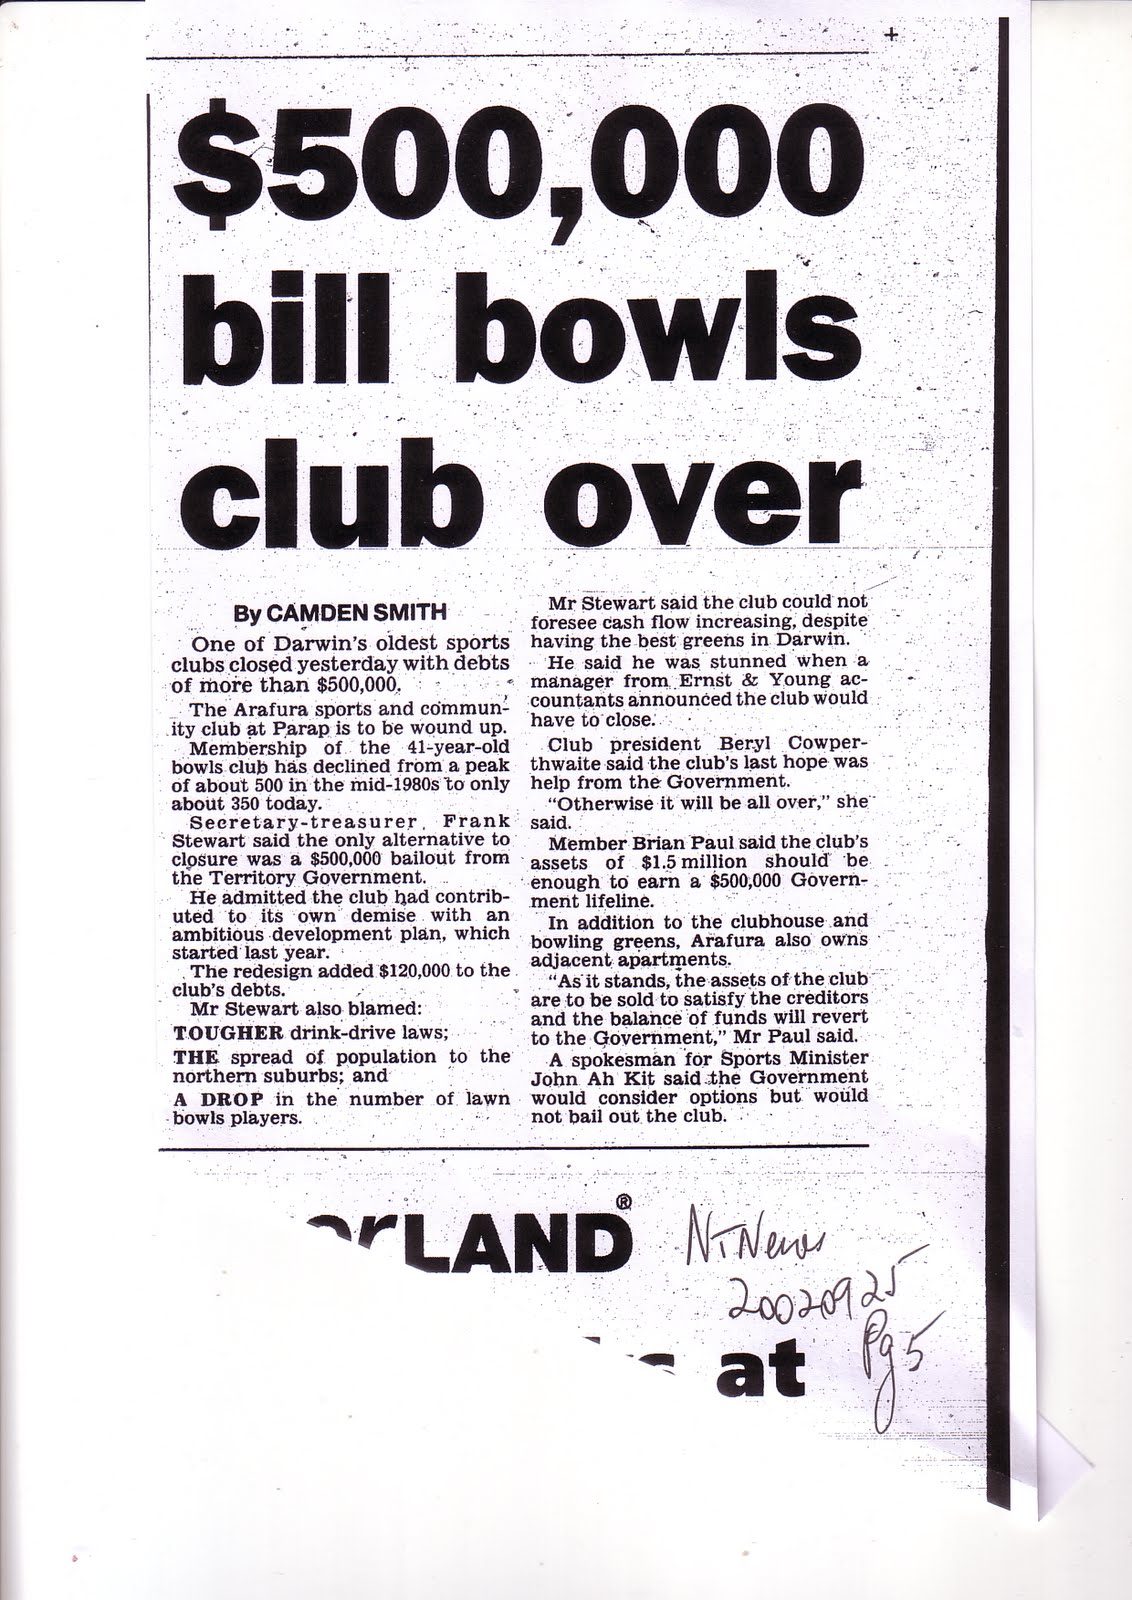 +
$500,000
bill bowls
club over
By CAMDEN SMITH
One of Darwin's oldest sports
clubs closed yesterday with debts
of more than $500,000.
The Arafura sports and commun-
ity club at Parap is to be wound up.
Membership of the 41-year-old
bowls club has declined from a peak
of about 500 in the mid-1980s to only
about 350 today.
Secretary-treasurer Frank
Stewart said the only alternative to
closure was a $500,000 bailout from
the Territory Government.
He admitted the club had contrib-
uted to its own demise with an
ambitious development plan, which
started last year.
The redesign added $120,000 to the
club's debts.
Mr Stewart also blamed:
TOUGHER drink-drive laws;
THE spread of population to the
northern suburbs; and
A DROP in the number of lawn
bowls players.
Mr Stewart said the club could not
foresee cash flow increasing, despite
having the best greens in Darwin.
He said he was stunned when a
manager from Ernst & Young ac-
countants announced the club would
have to close.
Club president Beryl Cowper-
thwaite said the club's last hope was
help from the Government.
"Otherwise it will be all over," she
said.
Member Brian Paul said the club's
assets of $1.5 million should be
enough to earn a $500,000 Govern-
ment lifeline.
In addition to the clubhouse and
bowling greens, Arafura also owns
adjacent apartments.
"As it stands, the assets of the club
are to be sold to satisfy the creditors
and the balance of funds will revert
to the Government," Mr Paul said.
A spokesman for Sports Minister
John Ah Kit said the Government
would consider options but would
not bail out the club.
LAND®
NT News
20020925
Pg 5
at